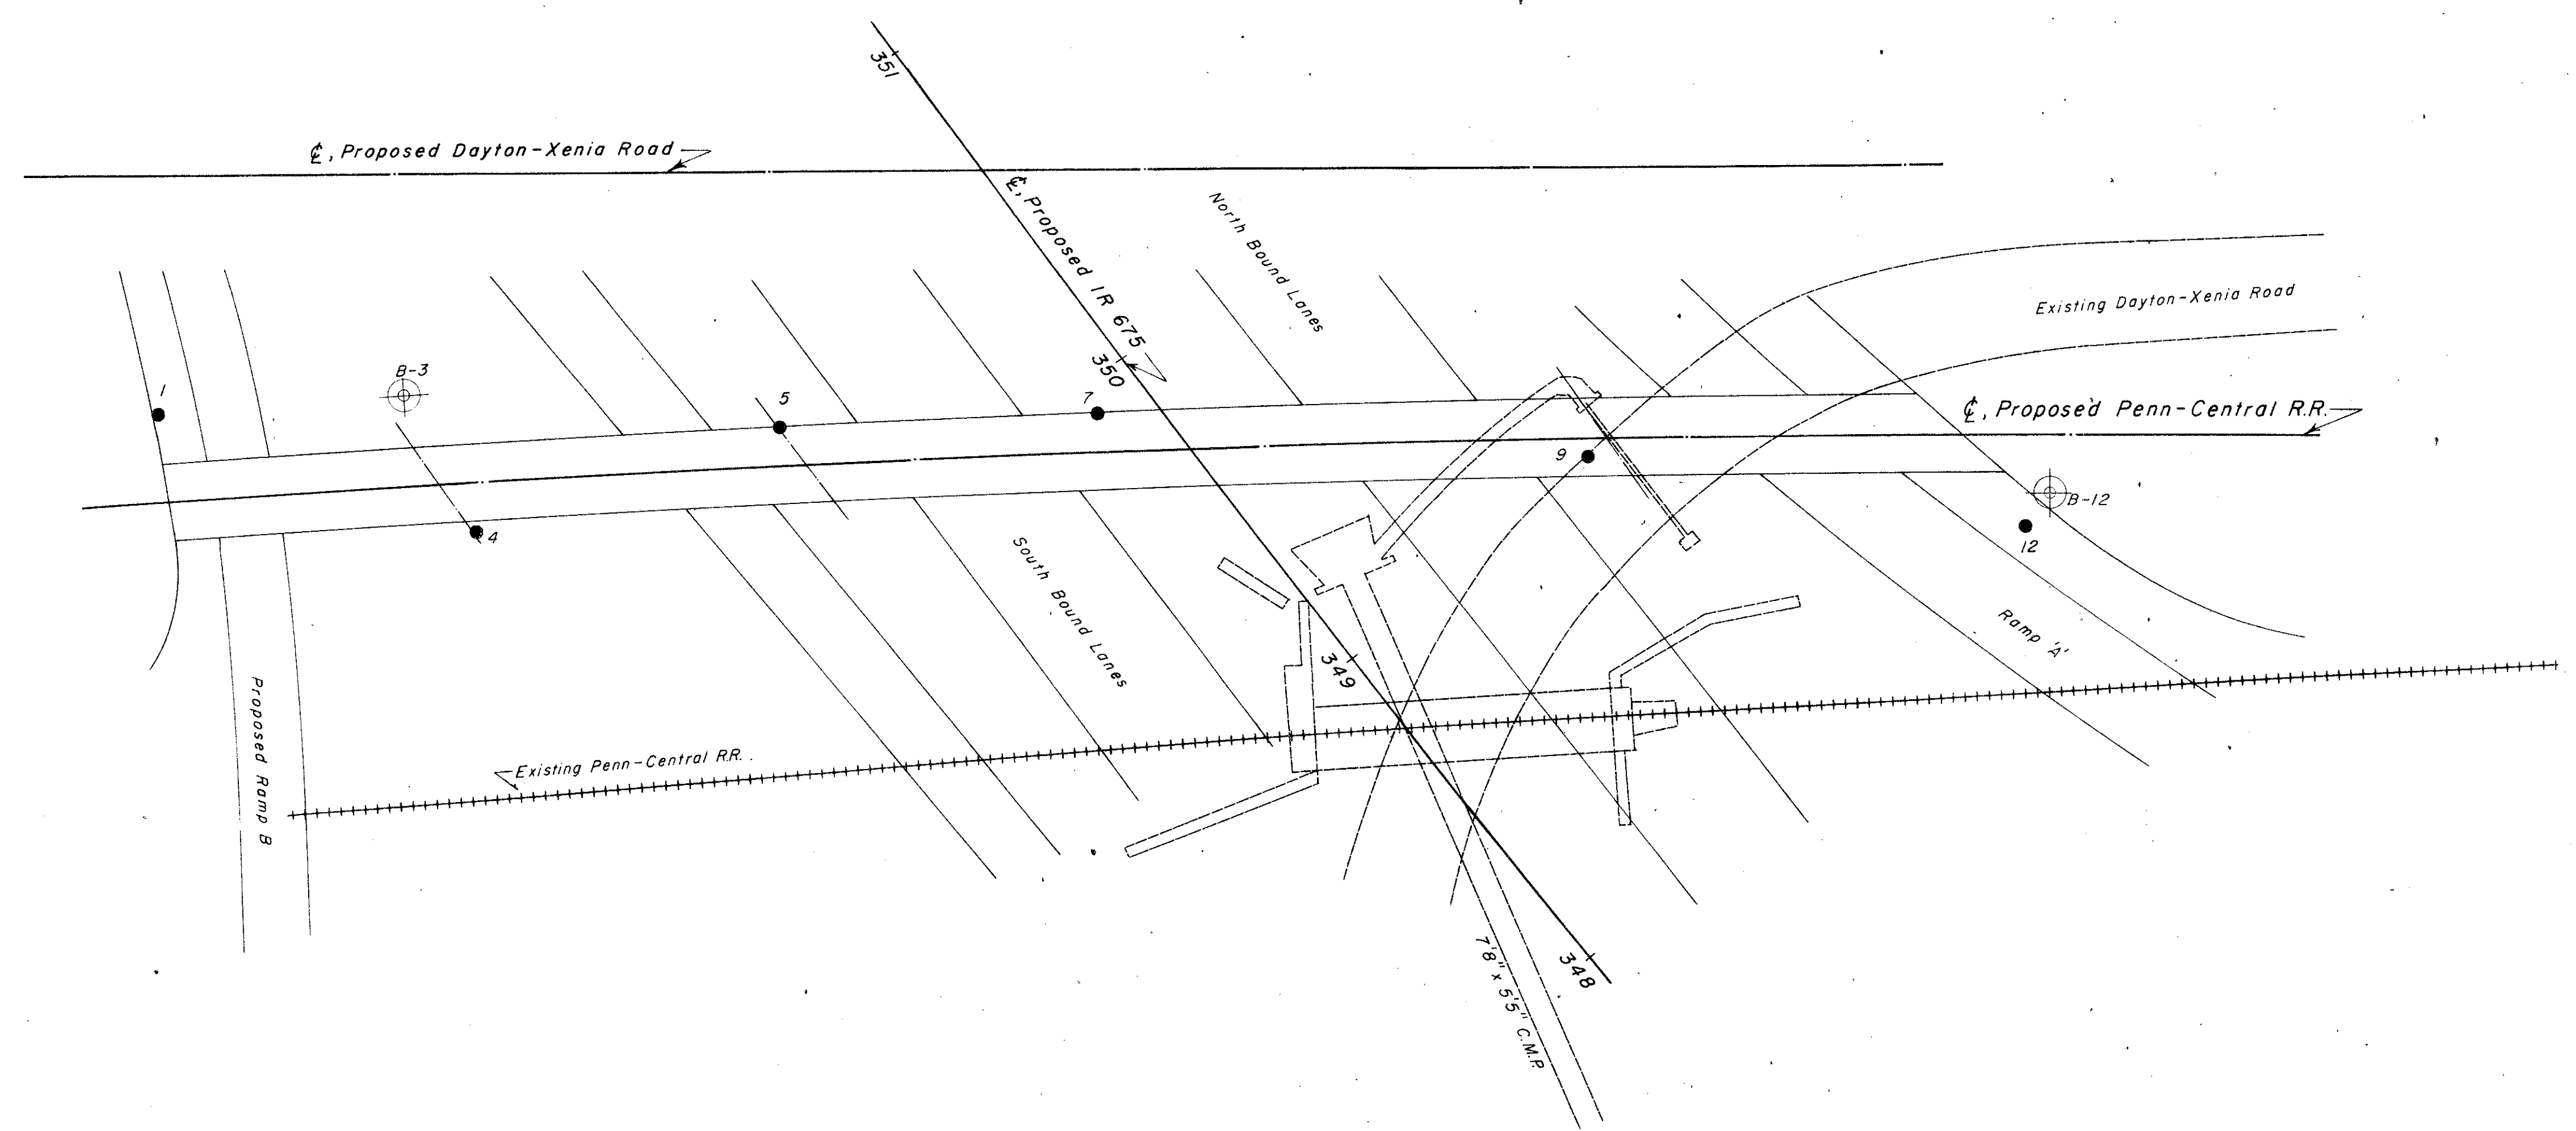 351
℄, Proposed Dayton-Xenia Road
℄, Proposed IR 675
North Bound Lanes
Existing Dayton-Xenia Road
350
B-3
1
5
7
℄, Proposed Penn-Central R.R.
9
4
B-12
12
South Bound Lanes
Ramp 'A'
349
Proposed Ramp B
Existing Penn-Central R.R.
348
7'8" x 5'5" C.M.P.